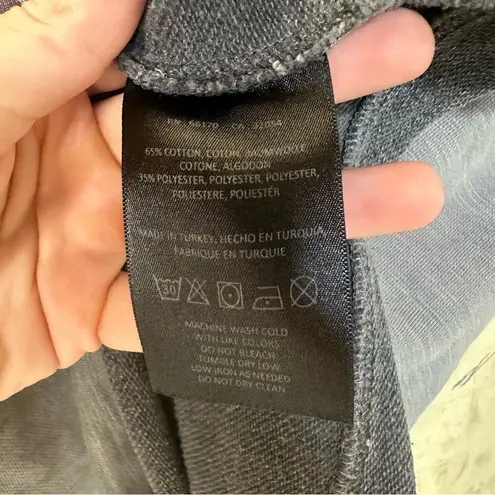 65% COTTON, COTON, BAUMWOLLE
COTONE, ALGODON
35% POLYESTER, POLYESTER, POLYESTER,
POLIESTERE, POLIESTÉR
MADE IN TURKEY, HECHO EN TURQUIA,
FABRIQUE EN TURQUIE
30
MACHINE WASH COLD
WITH LIKE COLORS
DO NOT BLEACH
TUMBLE DRY LOW
LOW IRON AS NEEDED
DO NOT DRY CLEAN